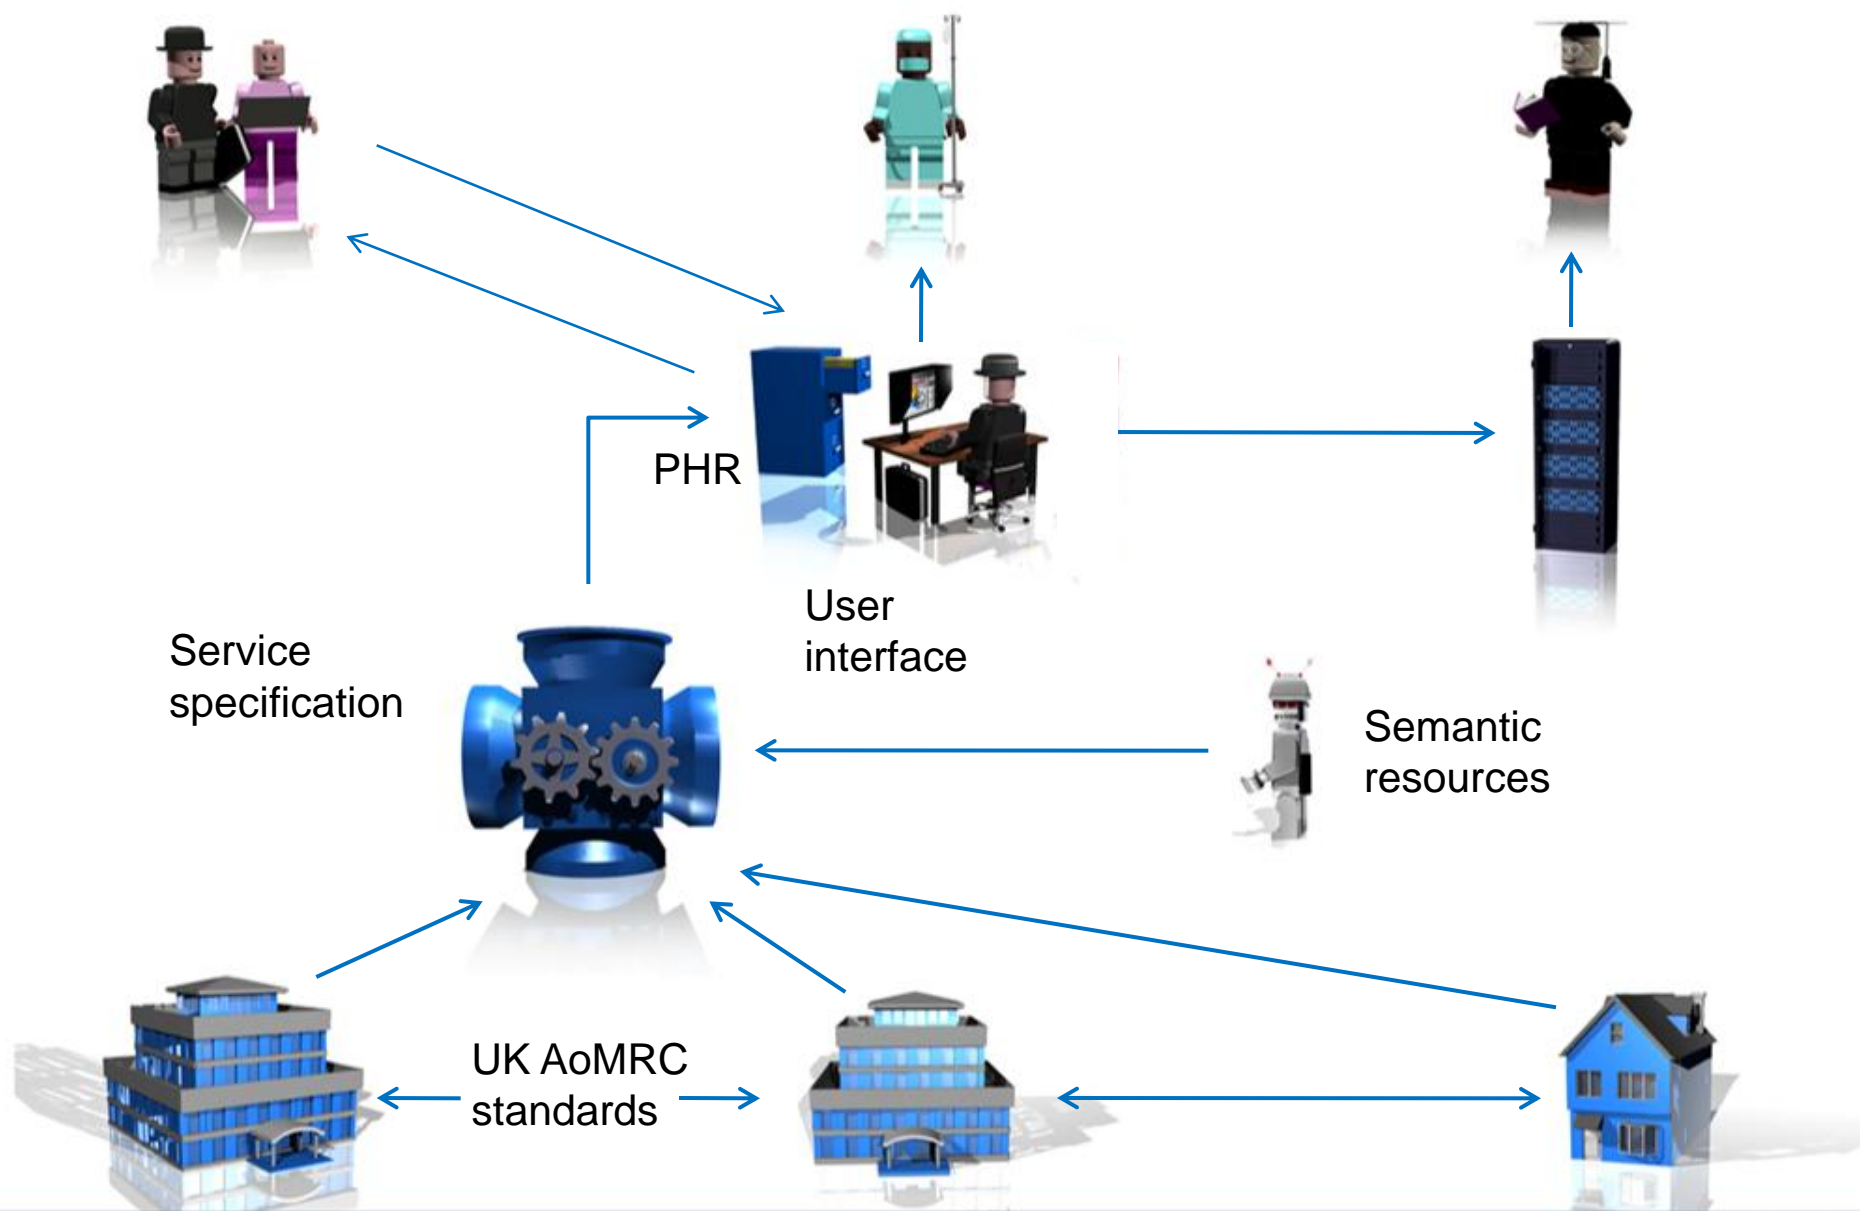 PHR
User
interface
Service
specification
Semantic
resources
UK AoMRC
standards